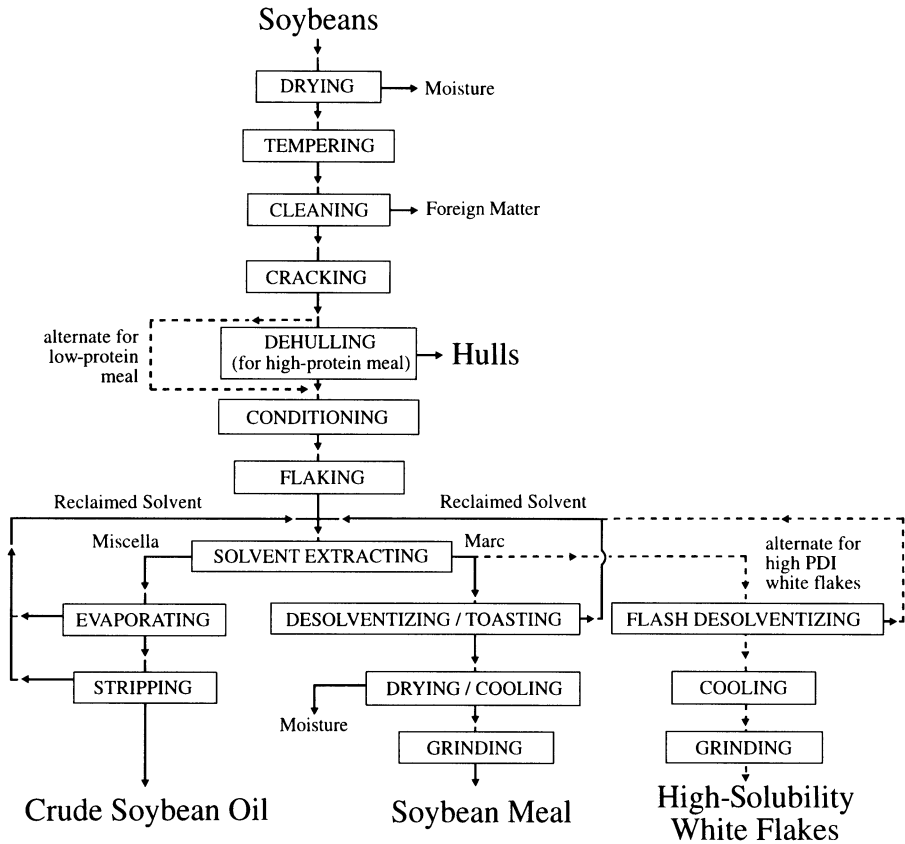 Soybeans
DRYING
Moisture
TEMPERING
CLEANING
Foreign Matter
CRACKING
alternate for
low-protein
meal
DEHULLING
(for high-protein meal)
Hulls
CONDITIONING
FLAKING
Reclaimed Solvent
Reclaimed Solvent
Miscella
SOLVENT EXTRACTING
Marc
alternate for
high PDI
white flakes
EVAPORATING
DESOLVENTIZING / TOASTING
FLASH DESOLVENTIZING
STRIPPING
DRYING / COOLING
COOLING
Moisture
GRINDING
GRINDING
Crude Soybean Oil
Soybean Meal
High-Solubility
White Flakes